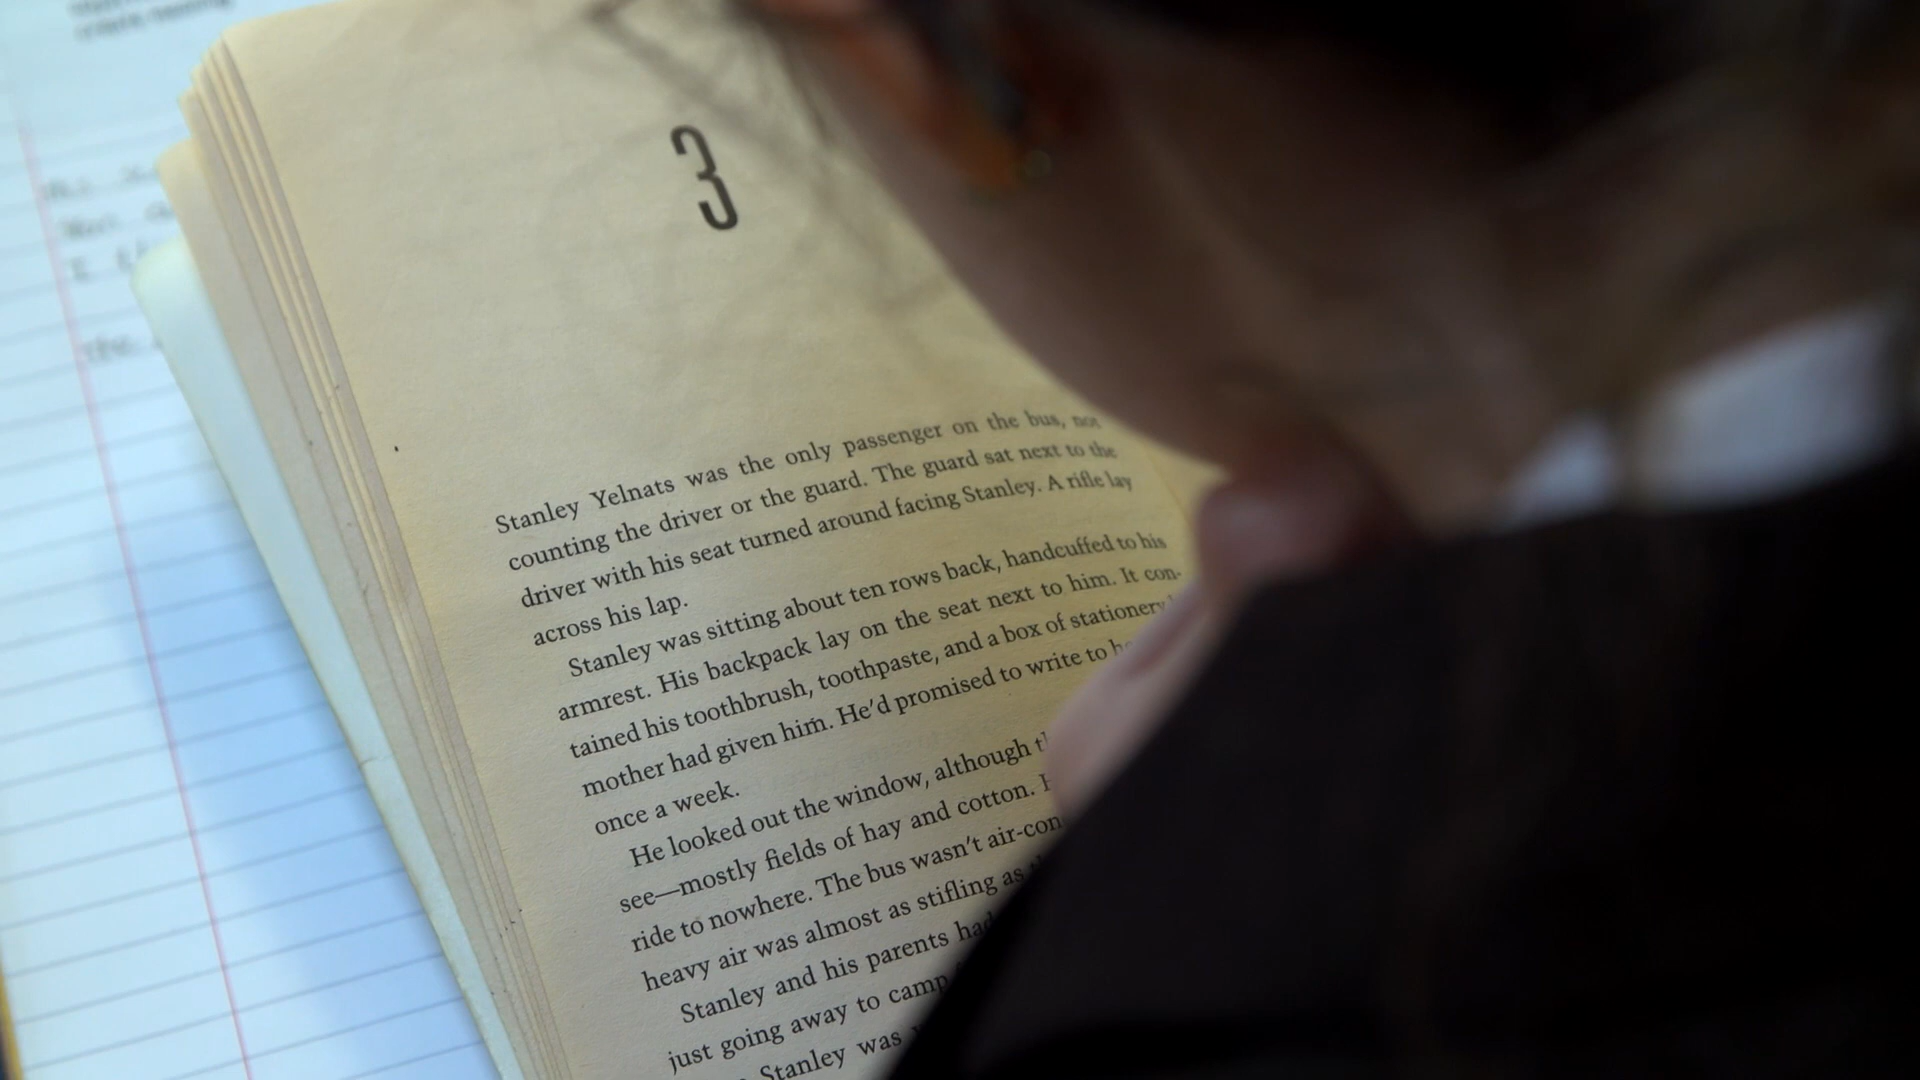 3
Stanley Yelnats was the only passenger on the bus, not
counting the driver or the guard. The guard sat next to the
driver with his seat turned around facing Stanley. A rifle lay
across his lap.
Stanley was sitting about ten rows back, handcuffed to his
armrest. His backpack lay on the seat next to him. It con-
tained his toothbrush, toothpaste, and a box of stationery
mother had given him. He'd promised to write to
once a week.
He looked out the window, although
see—mostly fields of hay and cotton.
ride to nowhere. The bus wasn't air-con
heavy air was almost as stifling as
Stanley and his parents had
just going away to camp
Stanley was